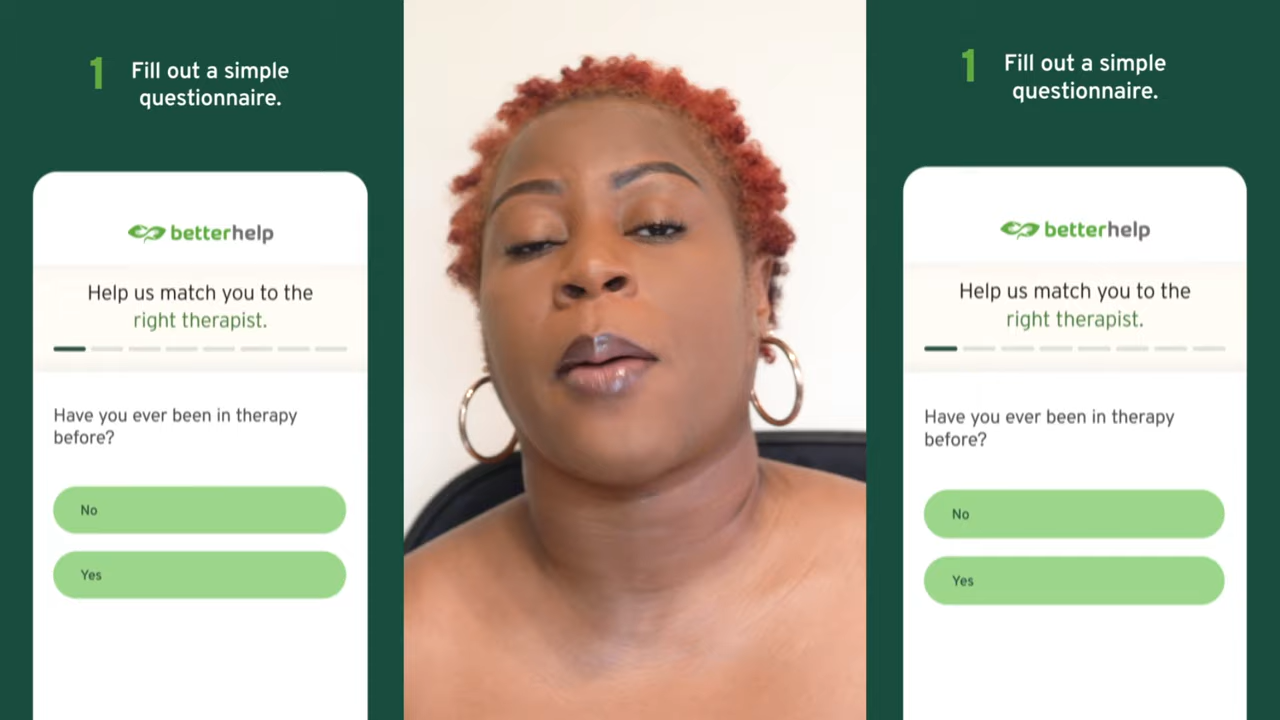 1 Fill out a simple
questionnaire.
betterhelp
Help us match you to the
right therapist.
Have you ever been in therapy
before?
No
Yes
1 Fill out a simple
questionnaire.
betterhelp
Help us match you to the
right therapist.
Have you ever been in therapy
before?
No
Yes